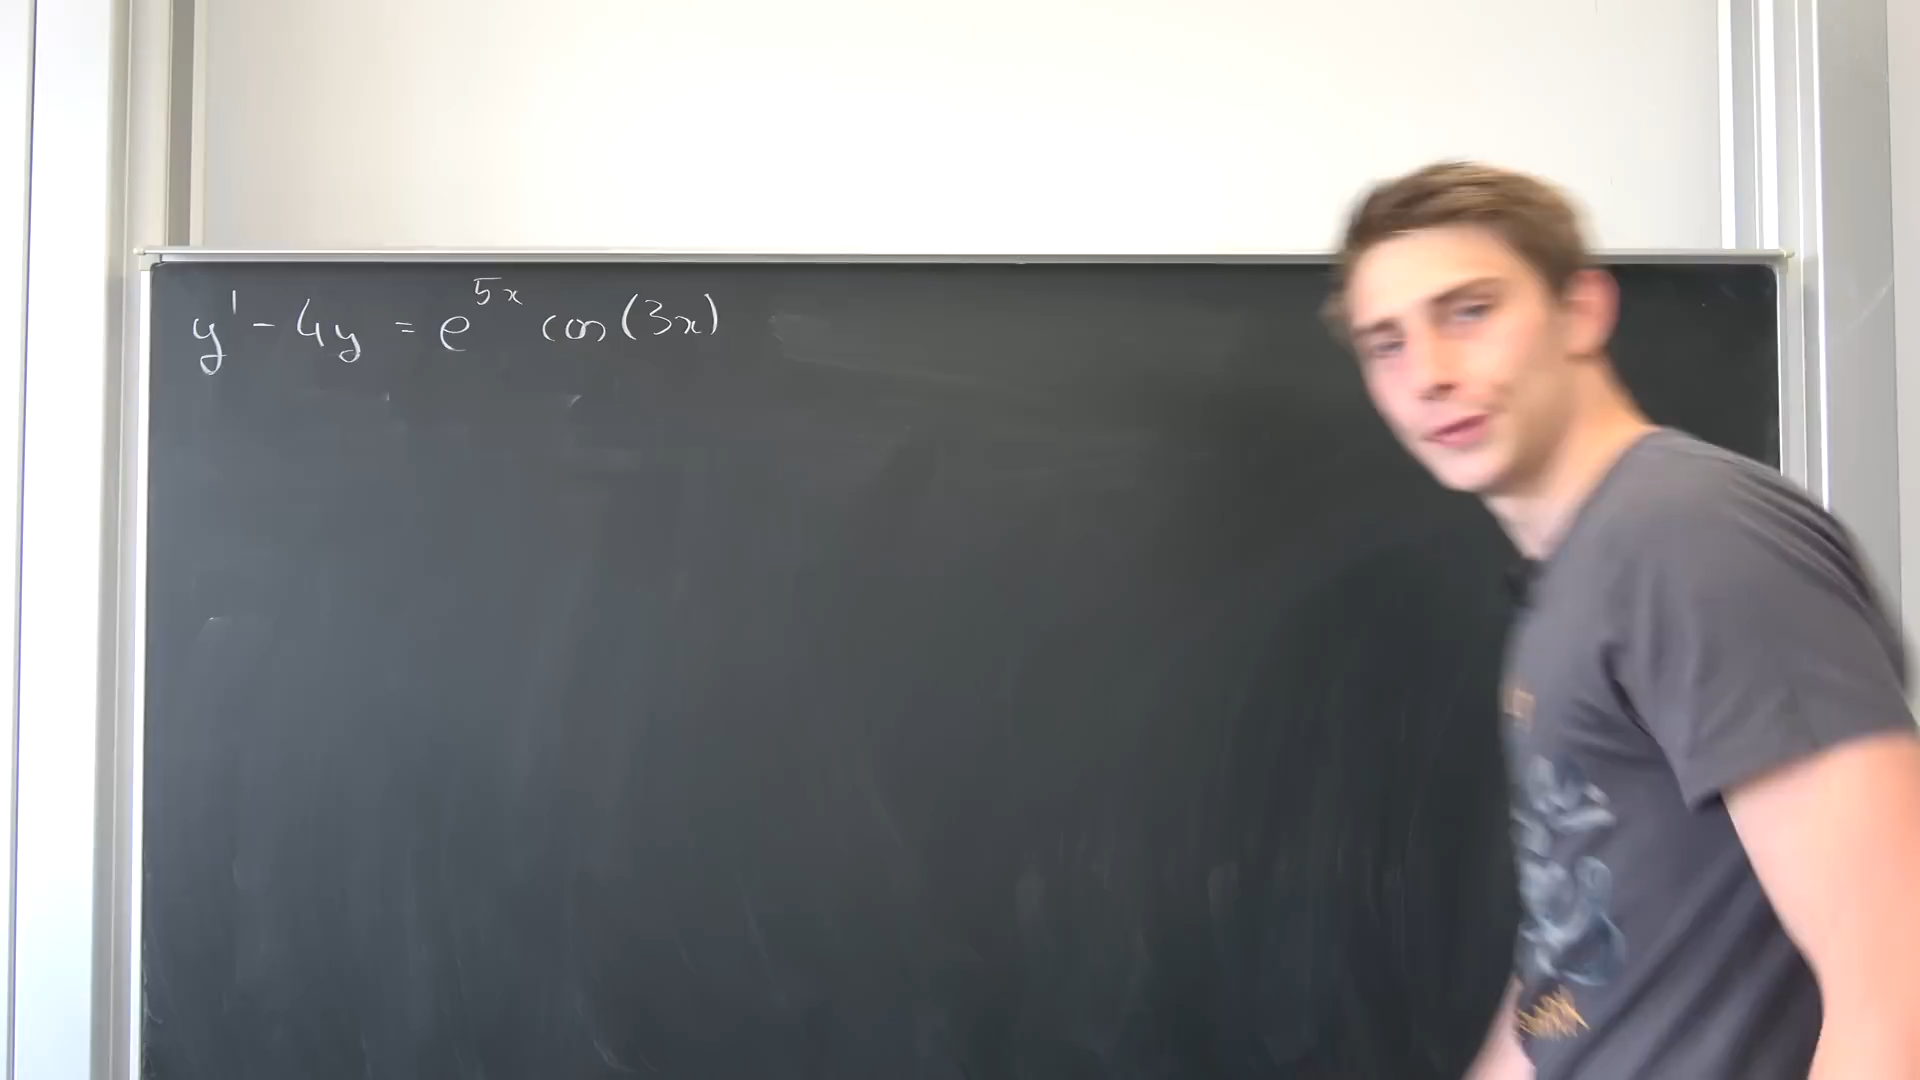 y' - 4y = e^{5x} cos(3x)